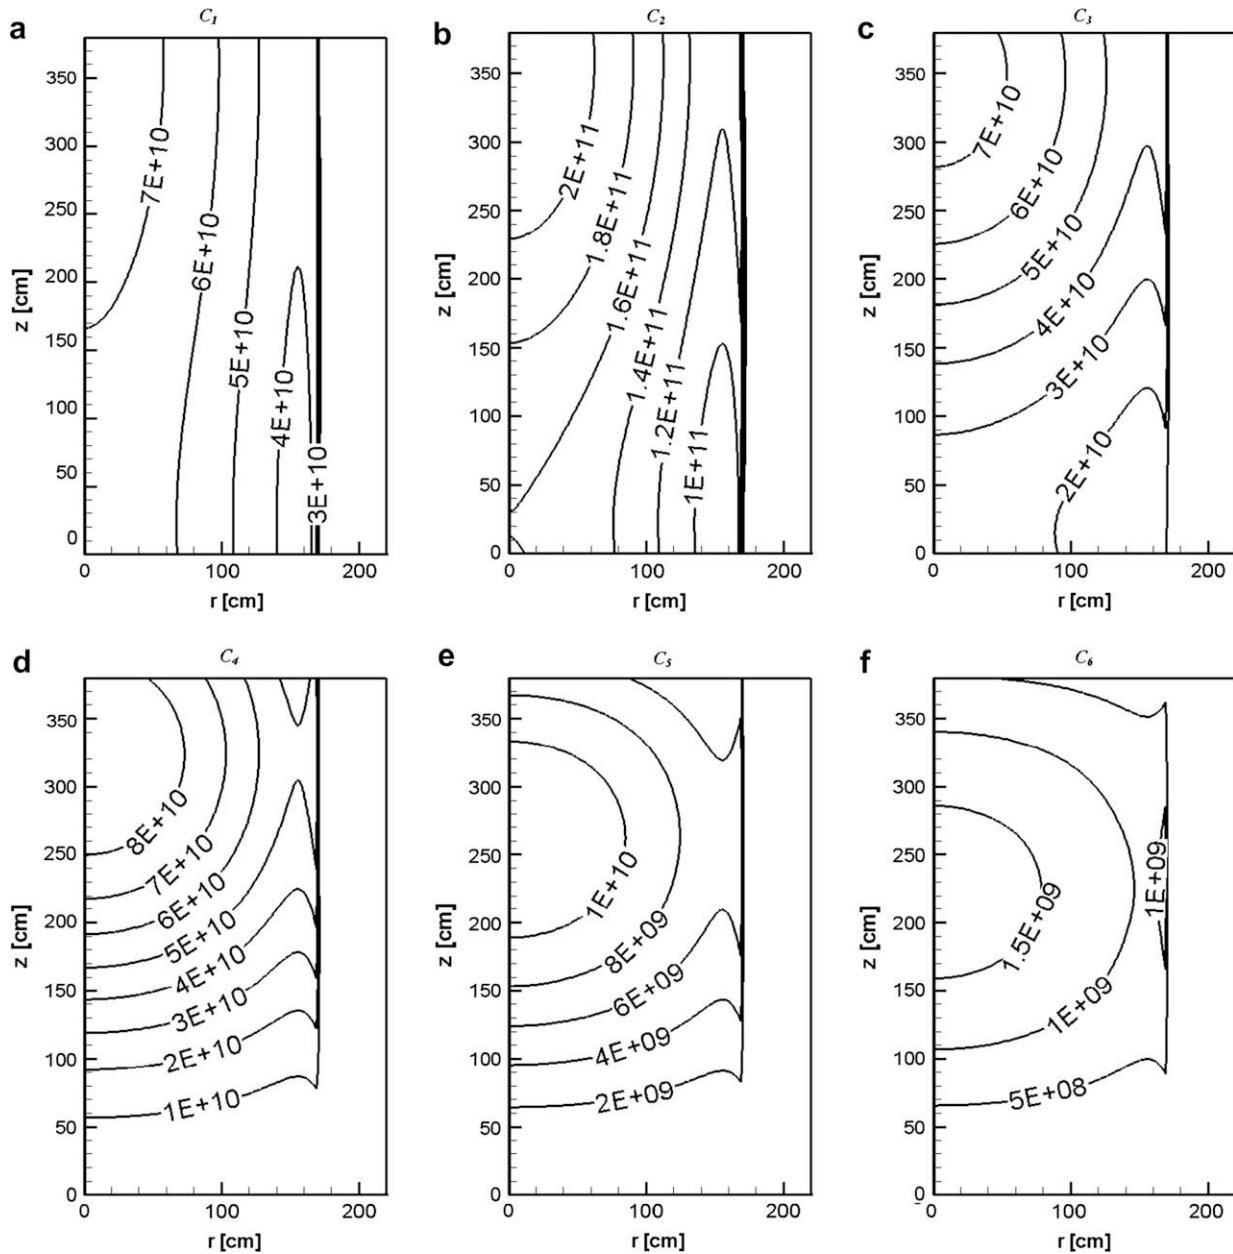 a
C1
7E+10
6E+10
5E+10
4E+10
3E+10
350
300
250
200
150
100
50
0
z [cm]
0 100 200
r [cm]
b
C2
2E+11
1.8E+11
1.6E+11
1.4E+11
1.2E+11
1E+11
350
300
250
200
150
100
50
0
z [cm]
0 100 200
r [cm]
c
C3
7E+10
6E+10
5E+10
4E+10
3E+10
2E+10
350
300
250
200
150
100
50
0
z [cm]
0 100 200
r [cm]
d
C4
8E+10
7E+10
6E+10
5E+10
4E+10
3E+10
2E+10
1E+10
350
300
250
200
150
100
50
0
z [cm]
0 100 200
r [cm]
e
C5
1E+10
8E+09
6E+09
4E+09
2E+09
350
300
250
200
150
100
50
0
z [cm]
0 100 200
r [cm]
f
C6
1E+09
1.5E+09
1E+09
5E+08
350
300
250
200
150
100
50
0
z [cm]
0 100 200
r [cm]